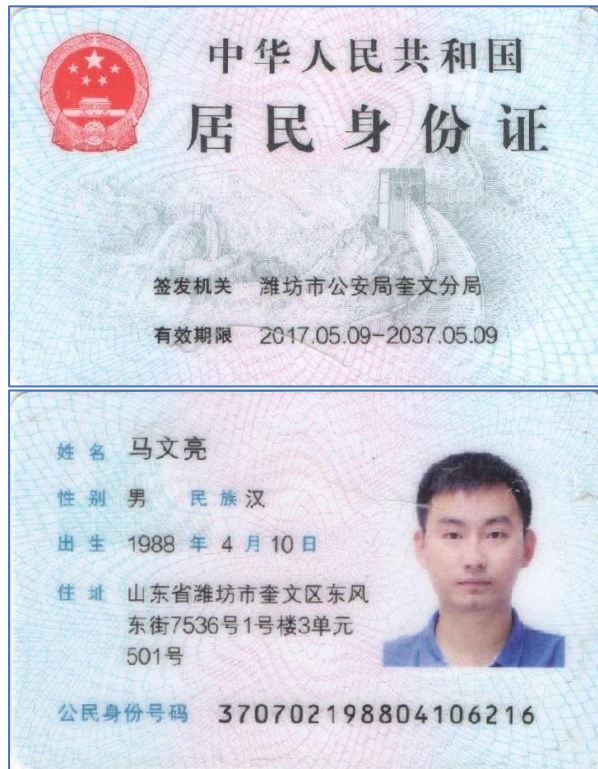 中华人民共和国
居民身份证
签发机关 潍坊市公安局奎文分局
有效期限 2017.05.09-2037.05.09
姓名 马文亮
性别 男 民族 汉
出生 1988 年 4 月 10 日
住址 山东省潍坊市奎文区东风
东街7536号1号楼3单元
501号
公民身份号码 370702198804106216